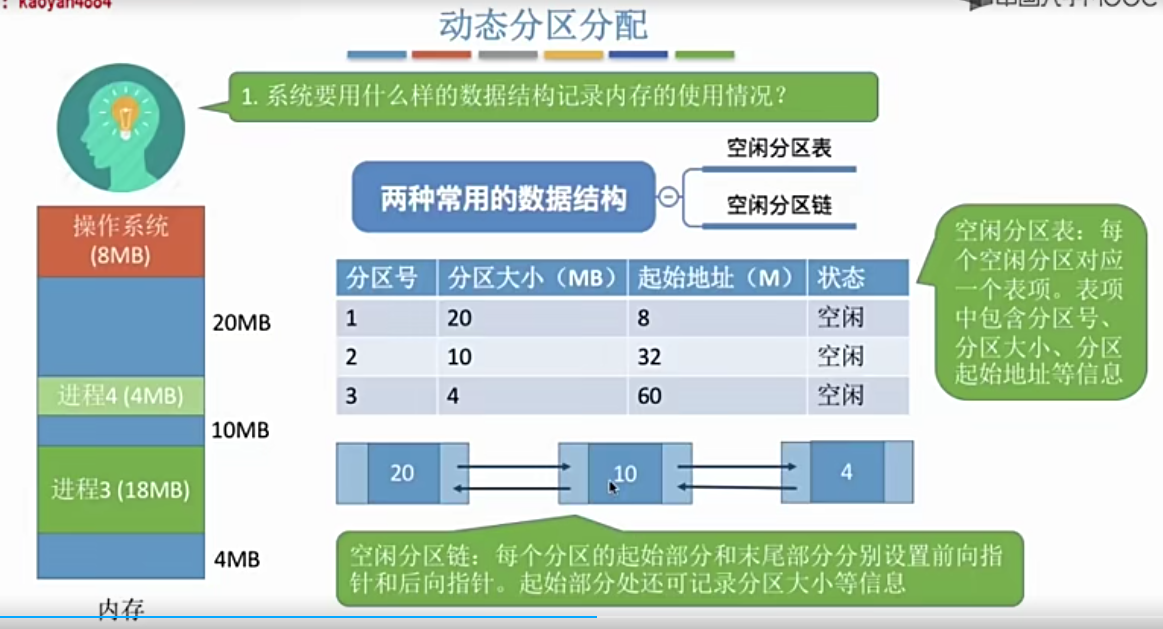 ：kaoyan4884
动态分区分配
1. 系统要用什么样的数据结构记录内存的使用情况？
两种常用的数据结构
空闲分区表
空闲分区链
操作系统
(8MB)
20MB
进程4 (4MB)
10MB
进程3 (18MB)
4MB
内存
分区号 分区大小（MB） 起始地址（M） 状态
1 20 8 空闲
2 10 32 空闲
3 4 60 空闲
空闲分区表：每
个空闲分区对应
一个表项。表项
中包含分区号、
分区大小、分区
起始地址等信息
20 10 4
空闲分区链：每个分区的起始部分和末尾部分分别设置前向指
针和后向指针。起始部分处还可记录分区大小等信息